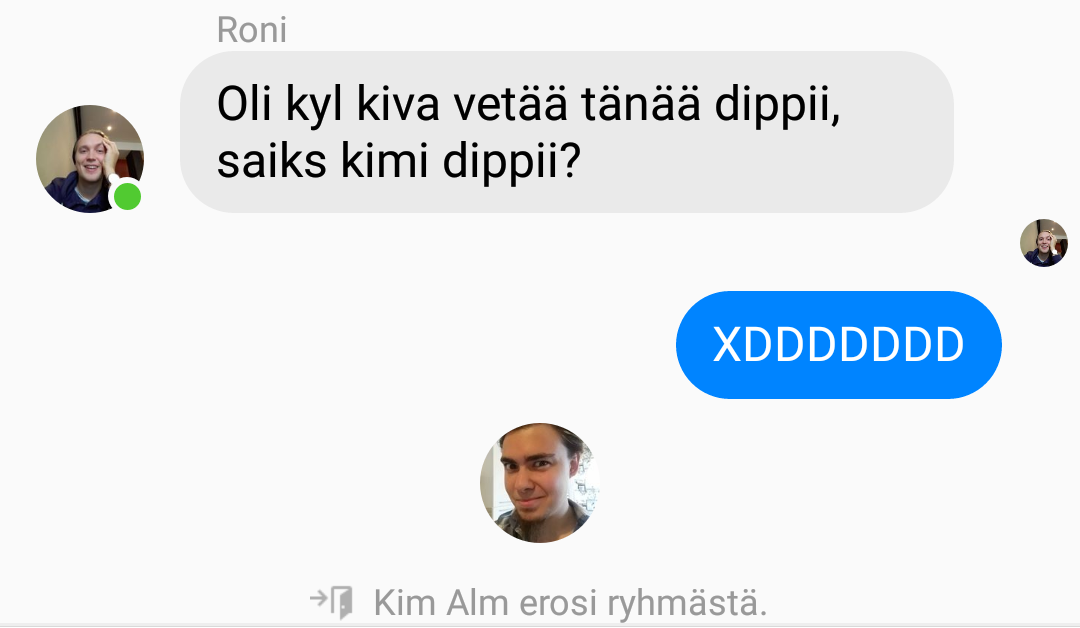 Roni
Oli kyl kiva vetää tänää dippii,
saiks kimi dippii?
XDDDDDDD
Kim Alm erosi ryhmästä.